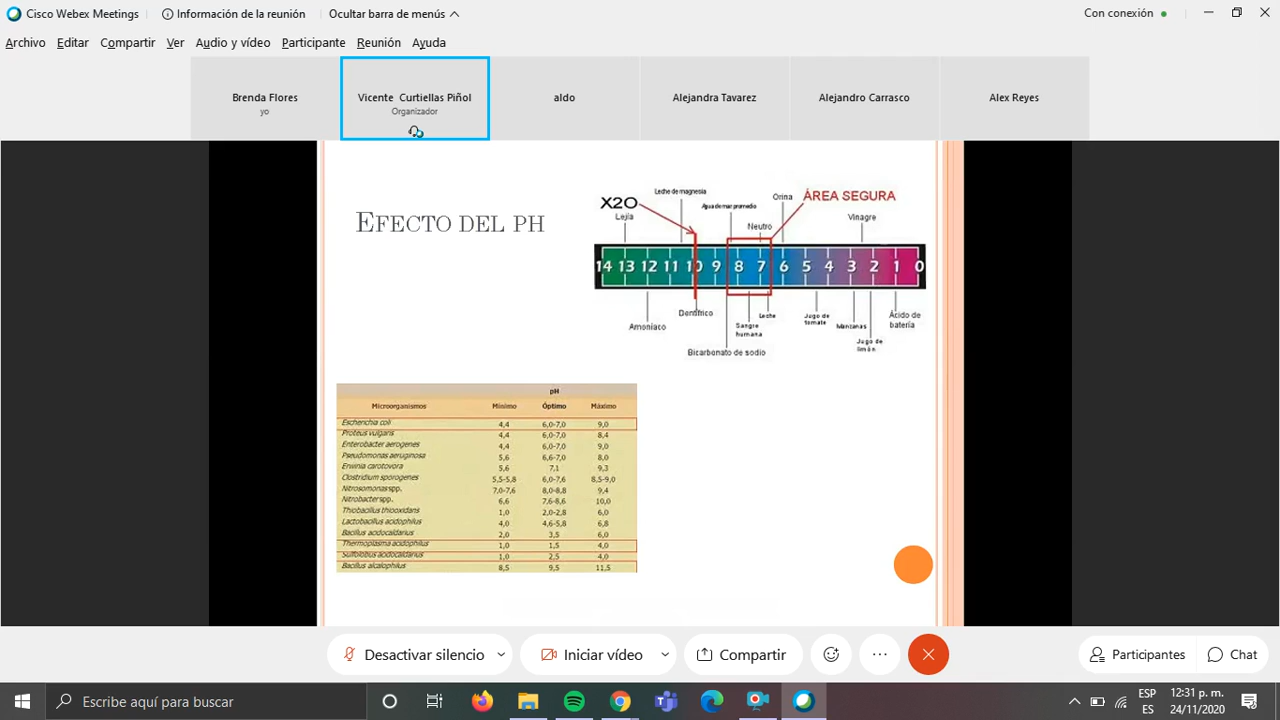 Cisco Webex Meetings Información de la reunión Ocultar barra de menús Con conexión
Archivo Editar Compartir Ver Audio y vídeo Participante Reunión Ayuda
Brenda Flores
yo
Vicente Curtiellas Piñol
Organizador
aldo
Alejandra Tavarez
Alejandro Carrasco
Alex Reyes
EFECTO DEL PH
Leche de magnesia
Orina
ÁREA SEGURA
X2O
Agua de mar promedio
Lejía
Vinagre
Neutro
14 13 12 11 10 9 8 7 6 5 4 3 2 1 0
Dentífrico
Leche
Jugo de
tomate
Ácido de
batería
Amoníaco
Sangre
humana
Manzanas
Jugo de
limón
Bicarbonato de sodio
pH
Microorganismos Mínimo Óptimo Máximo
Escherichia coli 4,4 6,0-7,0 9,0
Proteus vulgaris 4,4 6,0-7,0 8,4
Enterobacter aerogenes 4,4 6,0-7,0 9,0
Pseudomonas aeruginosa 5,6 6,6-7,0 8,0
Erwinia carotovora 5,6 7,1 9,3
Clostridium sporogenes 5,5-5,8 6,0-7,6 8,5-9,0
Nitrosomonas spp. 7,0-7,6 8,0-8,8 9,4
Nitrobacter spp. 6,6 7,6-8,6 10,0
Thiobacillus thiooxidans 1,0 2,0-2,8 6,0
Lactobacillus acidophilus 4,0 4,6-5,8 6,8
Bacillus acidocaldarius 2,0 3,5 6,0
Thermoplasma acidophilus 1,0 1,5 4,0
Sulfolobus acidocaldarius 1,0 2,5 4,0
Bacillus alcalophilus 8,5 9,5 11,5
Desactivar silencio Iniciar vídeo Compartir Participantes Chat
Escribe aquí para buscar
ESP
ES
12:31 p. m.
24/11/2020